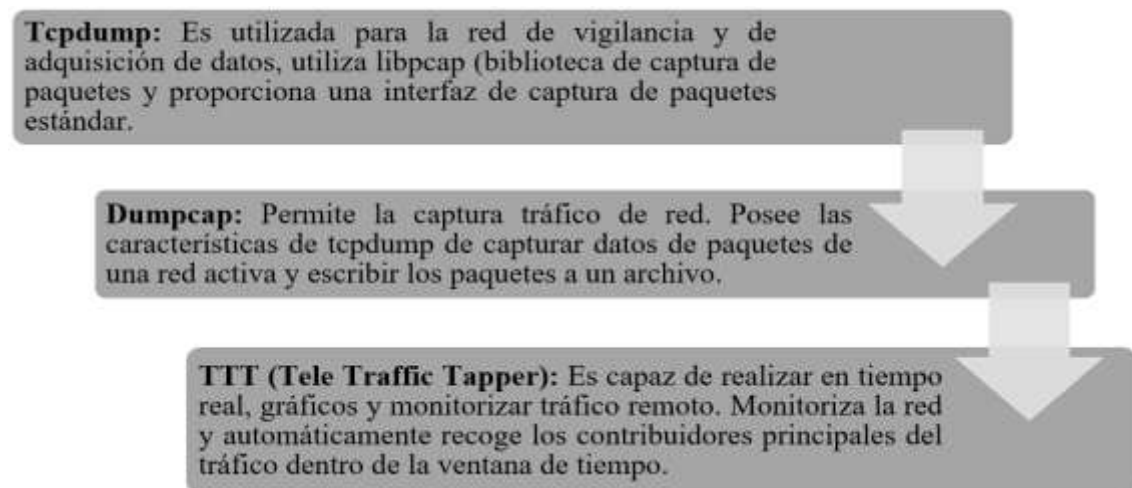 Tcpdump: Es utilizada para la red de vigilancia y de
adquisición de datos, utiliza libpcap (biblioteca de captura de
paquetes y proporciona una interfaz de captura de paquetes
estándar.
Dumpcap: Permite la captura tráfico de red. Posee las
características de tcpdump de capturar datos de paquetes de
una red activa y escribir los paquetes a un archivo.
TTT (Tele Traffic Tapper): Es capaz de realizar en tiempo
real, gráficos y monitorizar tráfico remoto. Monitoriza la red
y automáticamente recoge los contribuidores principales del
tráfico dentro de la ventana de tiempo.